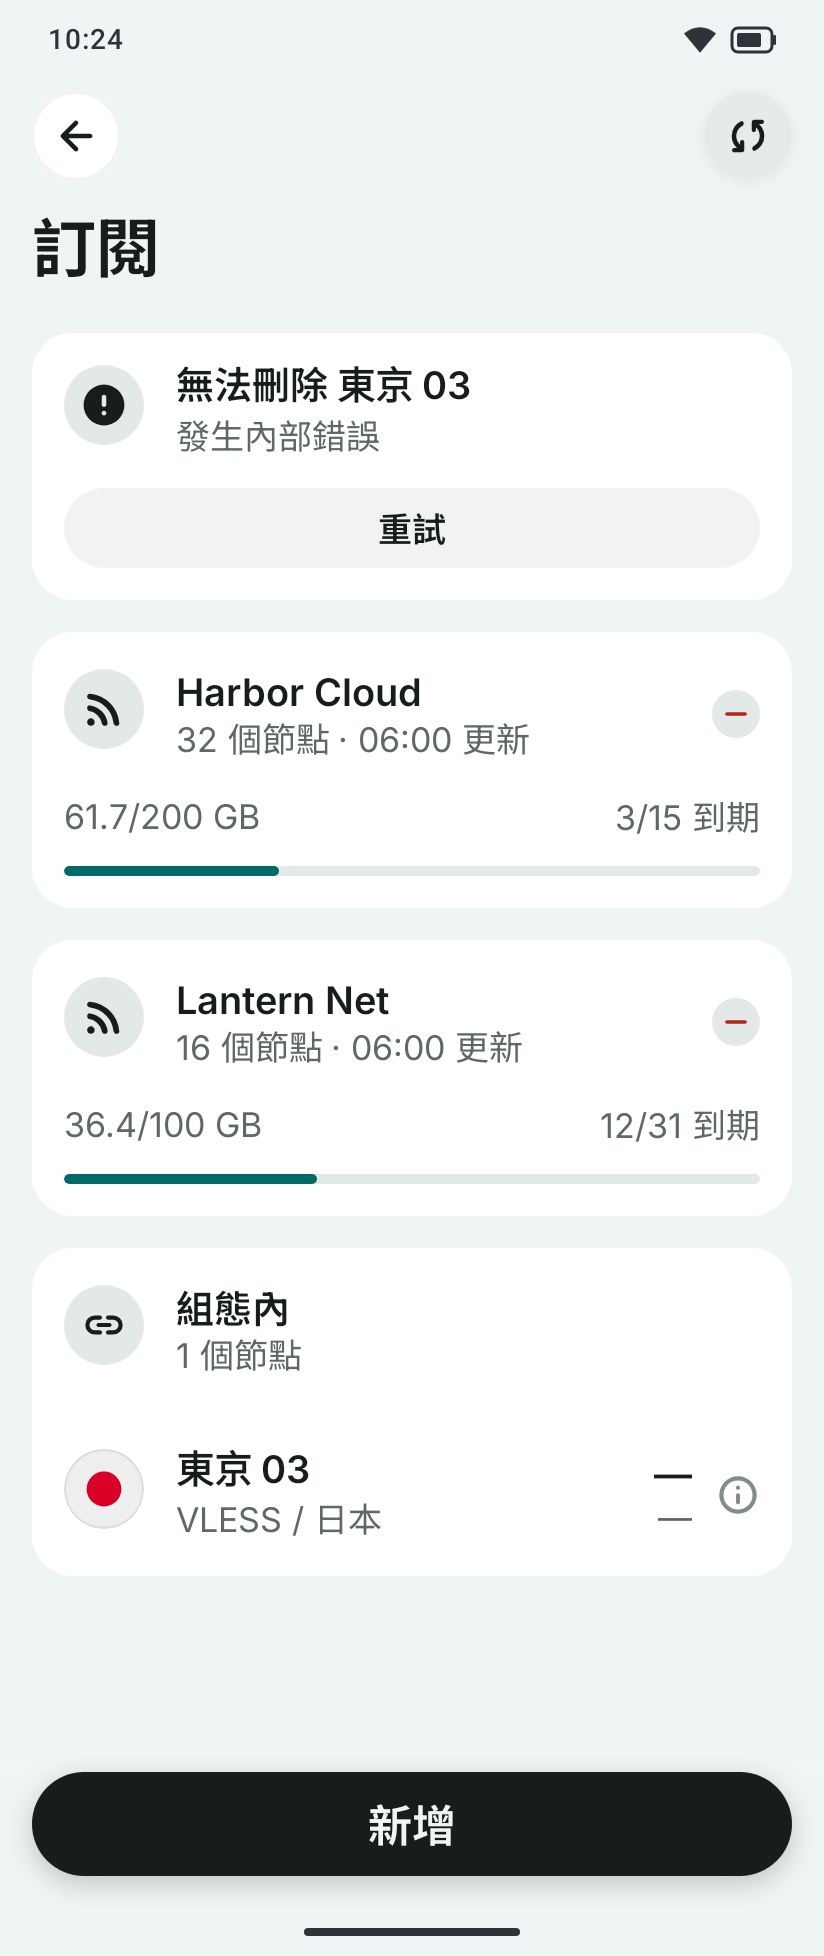 10:24
訂閱
無法刪除 東京 03
發生內部錯誤
重試
Harbor Cloud
32 個節點 · 06:00 更新
61.7/200 GB
3/15 到期
Lantern Net
16 個節點 · 06:00 更新
36.4/100 GB
12/31 到期
組態內
1 個節點
東京 03
—
VLESS / 日本
—
新增